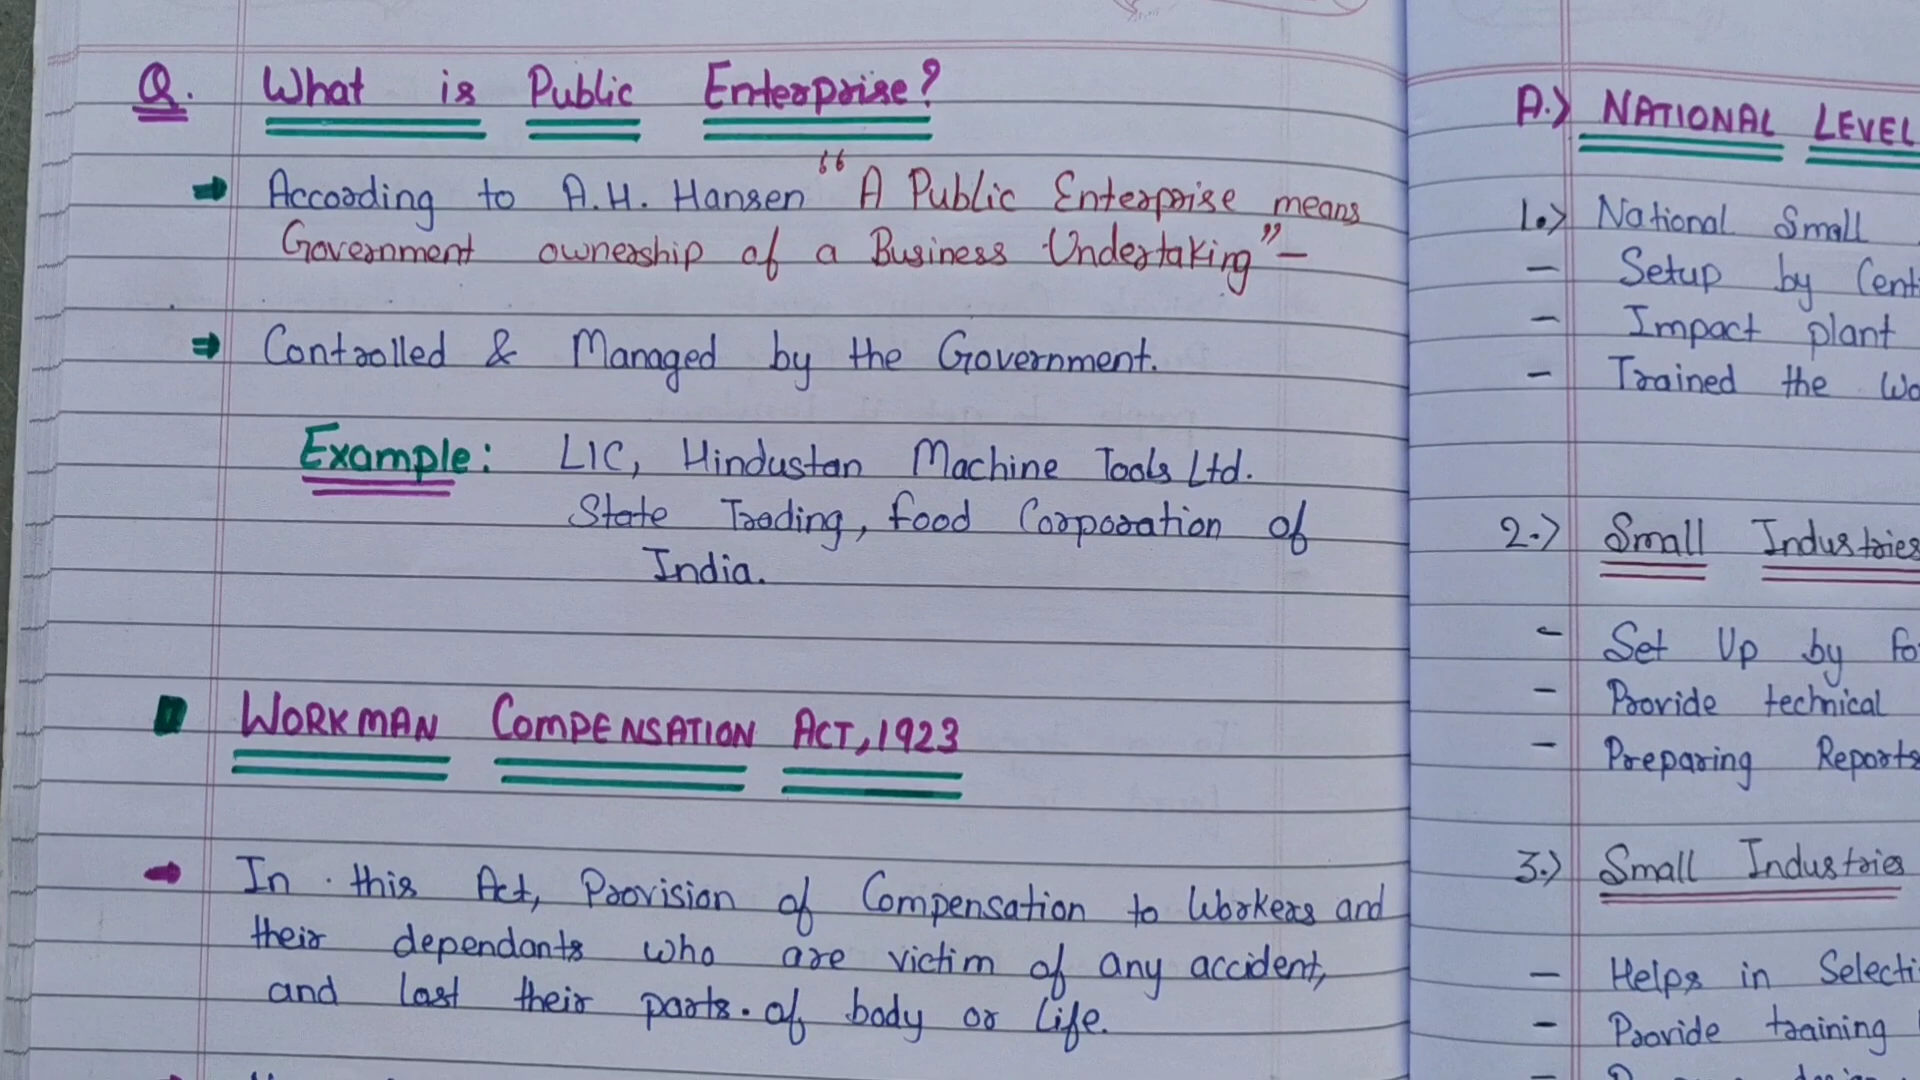 Q. What is Public Enterprise?
→ According to A.H. Hansen "A Public Enterprise means
Government ownership of a Business Undertaking" –
→ Controlled & Managed by the Government.
Example: LIC, Hindustan Machine Tools Ltd.
State Trading, Food Corporation of
India.
WORKMAN COMPENSATION ACT, 1923
→ In this Act, Provision of Compensation to Workers and
their dependants who are victim of any accident,
and lost their parts of body or life.
A.) NATIONAL LEVEL
1.) National Small
– Setup by Cent
– Impact plant
– Trained the Wo
2.) Small Industries
– Set Up by Fo
– Provide technical
– Preparing Reports
3.) Small Industries
– Helps in Selecti
– Provide training